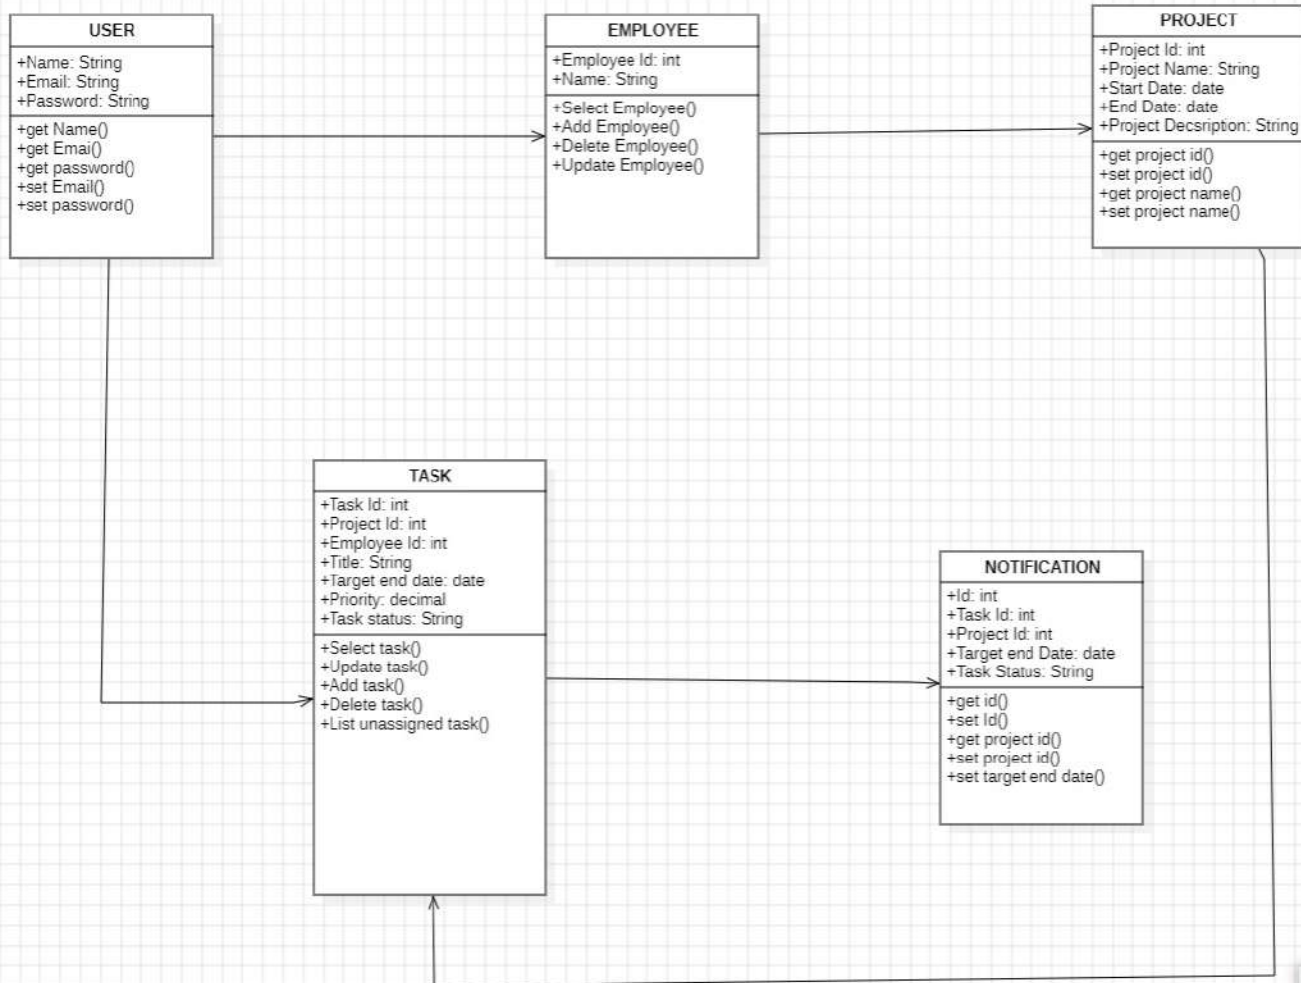 USER
+Name: String
+Email: String
+Password: String
+get Name()
+get Emai()
+get password()
+set Email()
+set password()
EMPLOYEE
+Employee Id: int
+Name: String
+Select Employee()
+Add Employee()
+Delete Employee()
+Update Employee()
PROJECT
+Project Id: int
+Project Name: String
+Start Date: date
+End Date: date
+Project Decsription: String
+get project id()
+set project id()
+get project name()
+set project name()
TASK
+Task Id: int
+Project Id: int
+Employee Id: int
+Title: String
+Target end date: date
+Priority: decimal
+Task status: String
+Select task()
+Update task()
+Add task()
+Delete task()
+List unassigned task()
NOTIFICATION
+Id: int
+Task Id: int
+Project Id: int
+Target end Date: date
+Task Status: String
+get id()
+set Id()
+get project id()
+set project id()
+set target end date()